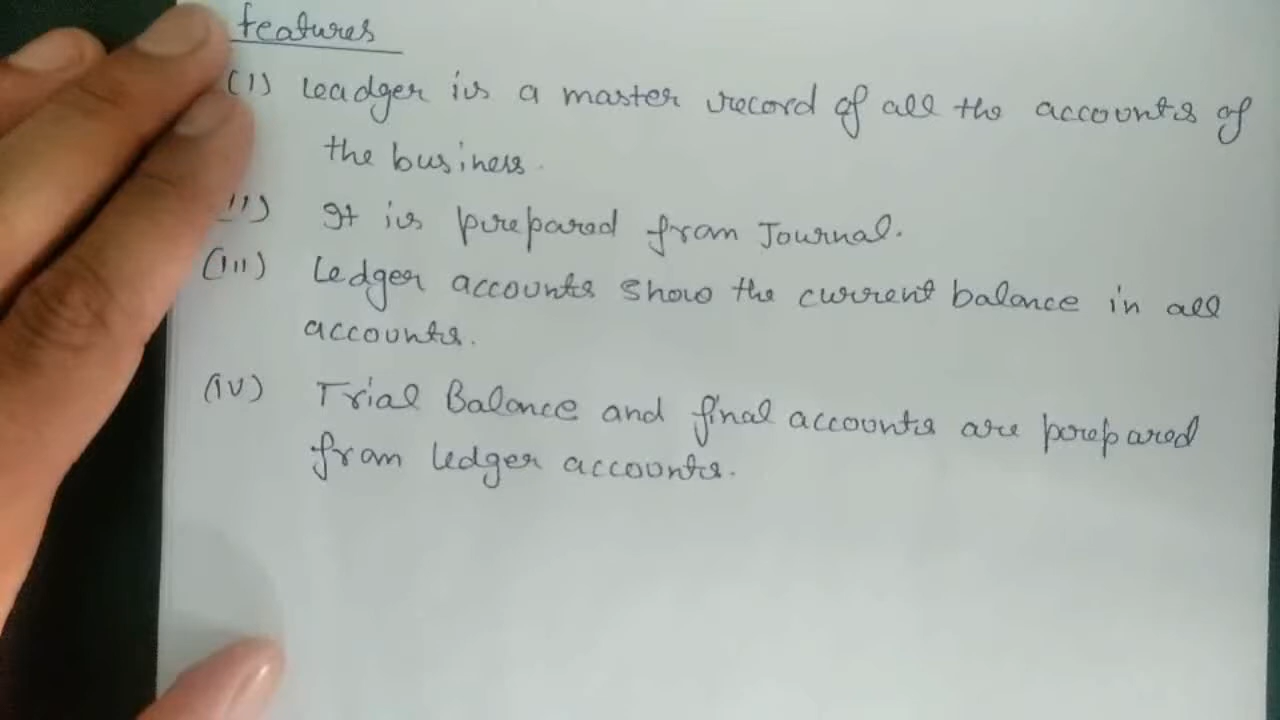 features
(I) Leadger is a master record of all the accounts of
the business.
II) It is prepared from Journal.
(III) Ledger accounts show the current balance in all
accounts.
(IV) Trial Balance and final accounts are prepared
from ledger accounts.